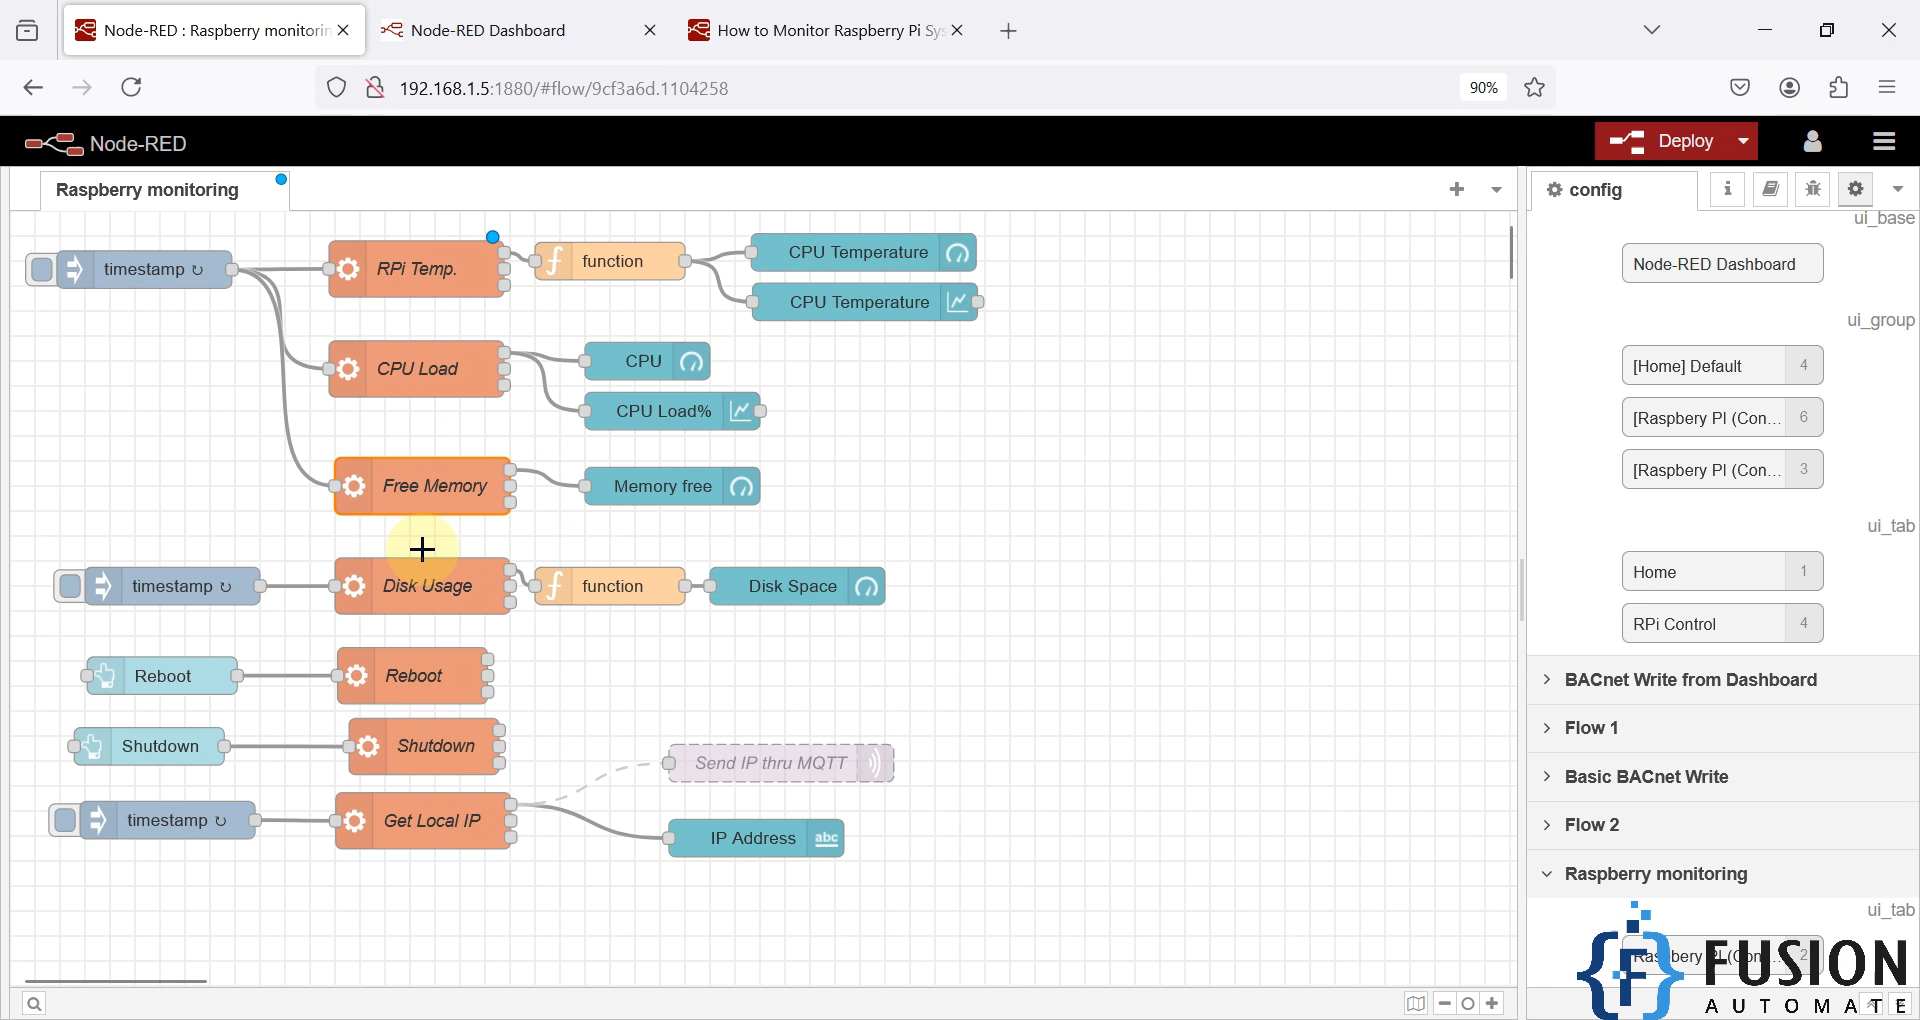 Node-RED : Raspberry monitorin
Node-RED Dashboard
How to Monitor Raspberry Pi Sys
192.168.1.5:1880/#flow/9cf3a6d.1104258
90%
Node-RED
Deploy
Raspberry monitoring
config
i
timestamp ↻
RPi Temp.
f
function
CPU Temperature
CPU Temperature
CPU Load
CPU
CPU Load%
Free Memory
Memory free
timestamp ↻
Disk Usage
f
function
Disk Space
Reboot
Reboot
Shutdown
Shutdown
Send IP thru MQTT
timestamp ↻
Get Local IP
IP Address
abc
ui_base
Node-RED Dashboard
ui_group
[Home] Default 4
[Raspbery PI (Con... 6
[Raspbery PI (Con... 3
ui_tab
Home 1
RPi Control 4
BACnet Write from Dashboard
Flow 1
Basic BACnet Write
Flow 2
Raspberry monitoring
ui_tab
Raspbery PI (Con... 2
{F}
FUSION
AUTOMATE